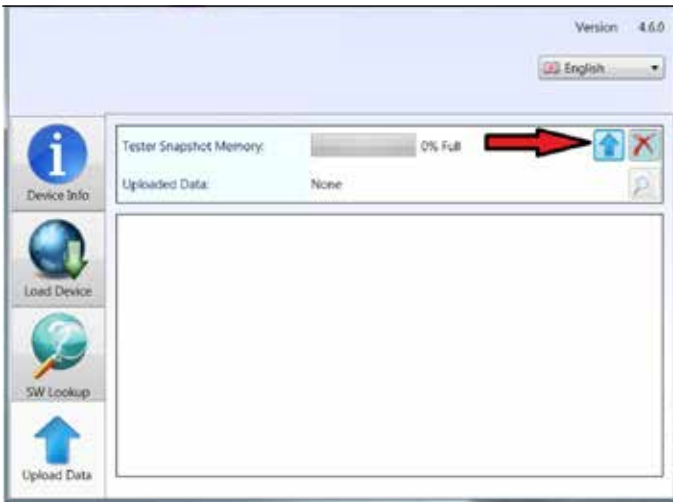 Version 4.6.0
English
Device Info
Tester Snapshot Memory: 0% Full
Uploaded Data: None
Load Device
SW Lookup
Upload Data